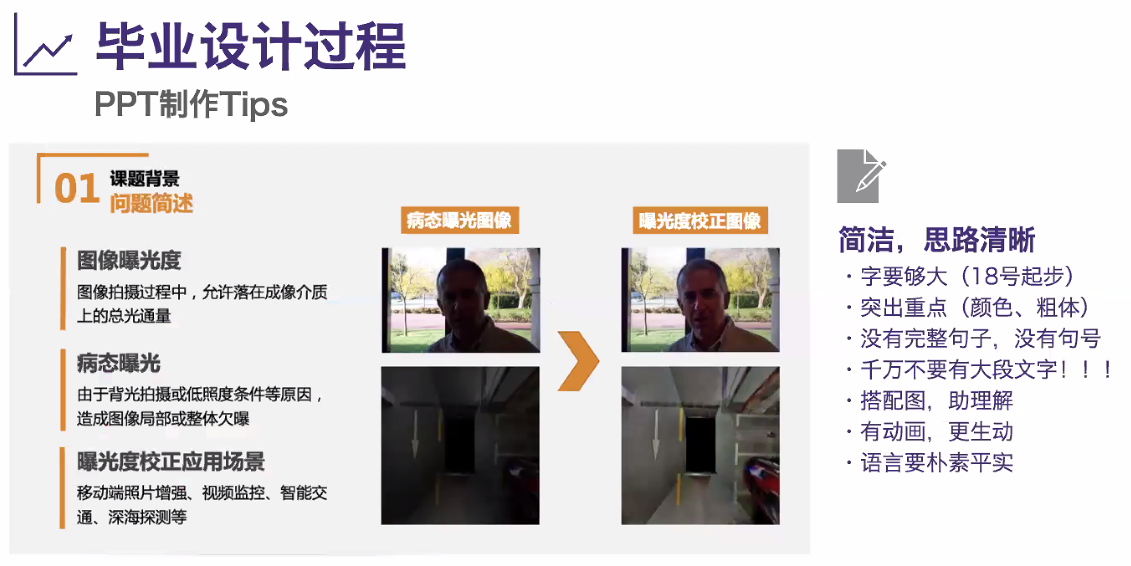 毕业设计过程
PPT制作Tips
01
课题背景
问题简述
图像曝光度
图像拍摄过程中，允许落在成像介质
上的总光通量
病态曝光
由于背光拍摄或低照度条件等原因，
造成图像局部或整体欠曝
曝光度校正应用场景
移动端照片增强、视频监控、智能交
通、深海探测等
病态曝光图像
曝光度校正图像
简洁，思路清晰
·字要够大（18号起步）
·突出重点（颜色、粗体）
·没有完整句子，没有句号
·千万不要有大段文字！！！
·搭配图，助理解
·有动画，更生动
·语言要朴素平实